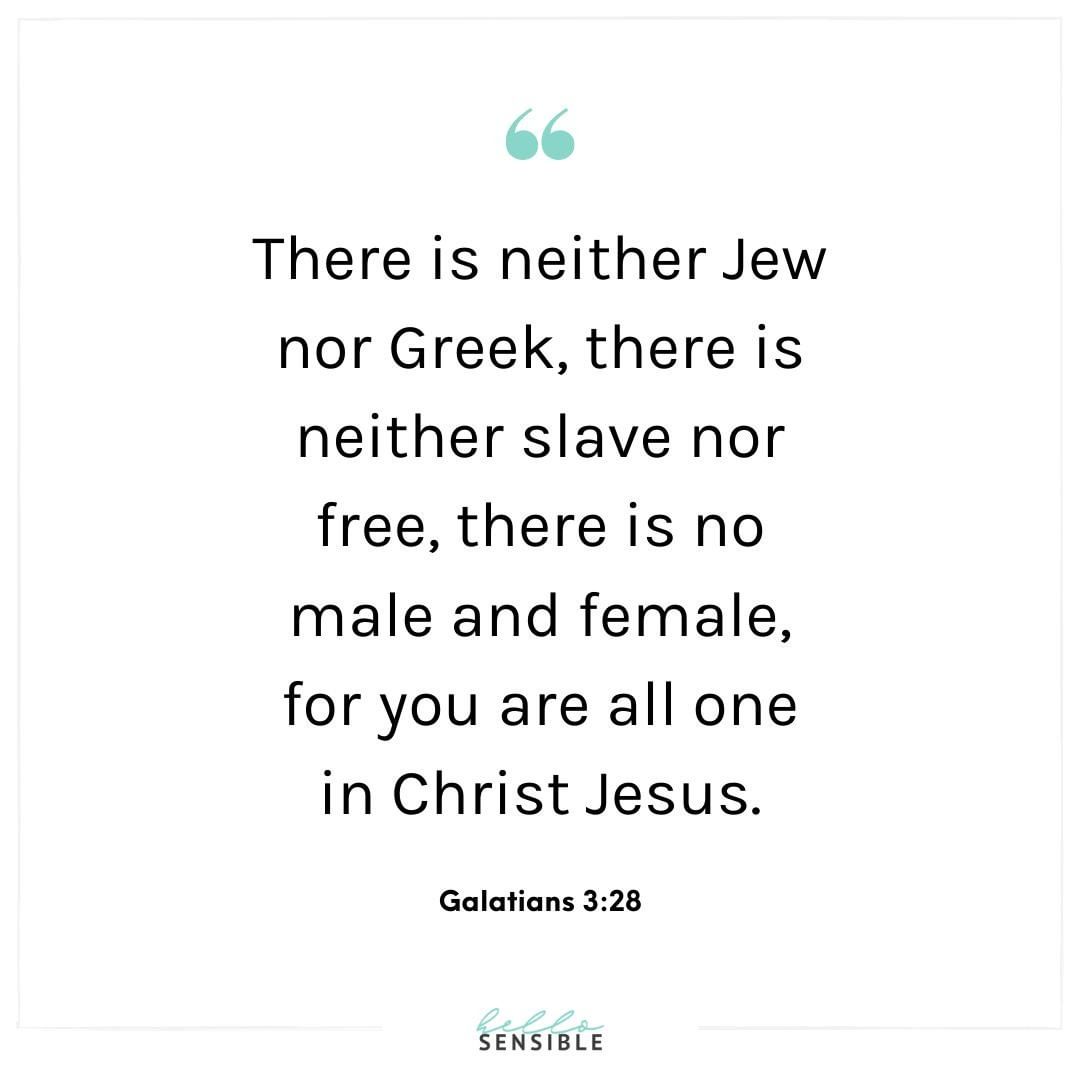 “
There is neither Jew
nor Greek, there is
neither slave nor
free, there is no
male and female,
for you are all one
in Christ Jesus.
Galatians 3:28
hello
SENSIBLE